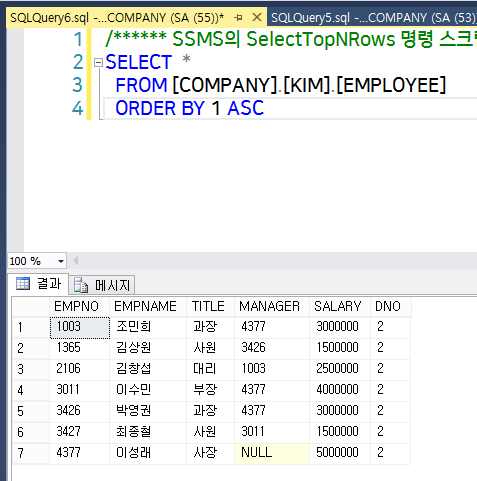 SQLQuery6.sql -...COMPANY (SA (55))* SQLQuery5.sql -...COMPANY (SA (53))
1 /****** SSMS의 SelectTopNRows 명령
2 SELECT *
3 FROM [COMPANY].[KIM].[EMPLOYEE]
4 ORDER BY 1 ASC
100 %
결과 메시지
EMPNO EMPNAME TITLE MANAGER SALARY DNO
1 1003 조민희 과장 4377 3000000 2
2 1365 김상원 사원 3426 1500000 2
3 2106 김창섭 대리 1003 2500000 2
4 3011 이수민 부장 4377 4000000 2
5 3426 박영권 과장 4377 3000000 2
6 3427 최종철 사원 3011 1500000 2
7 4377 이성래 사장 NULL 5000000 2